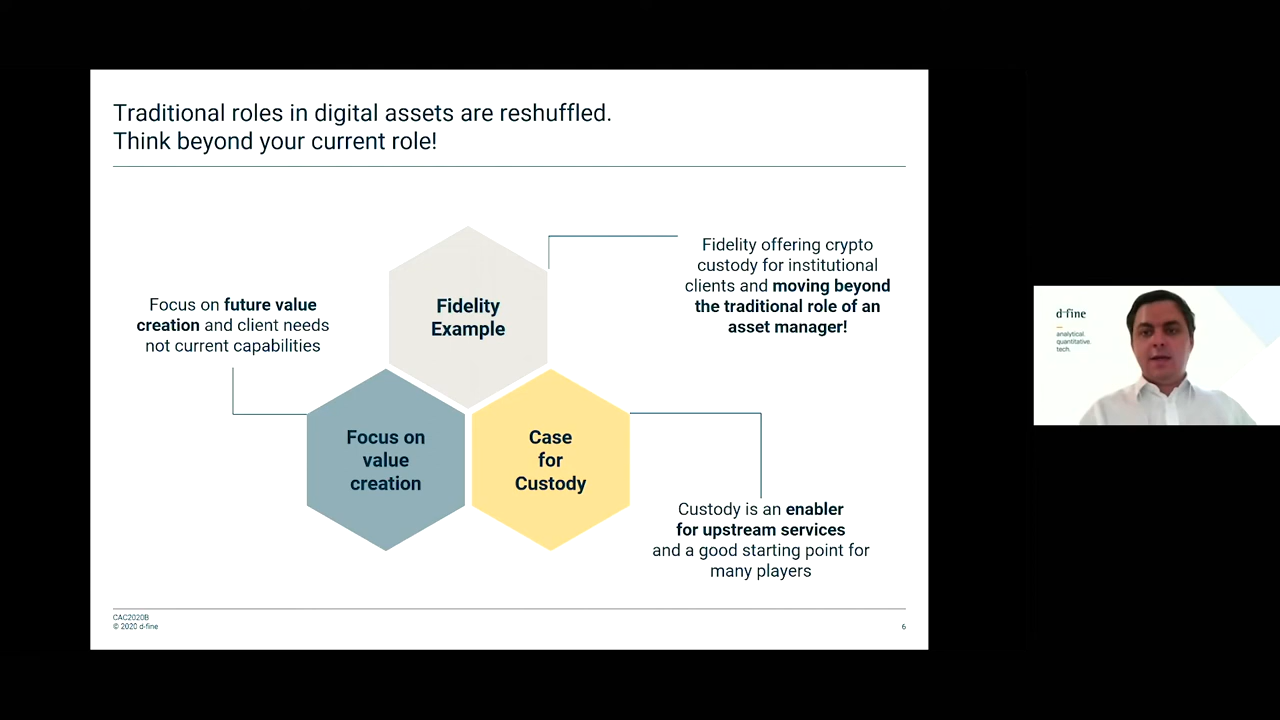 Traditional roles in digital assets are reshuffled.
Think beyond your current role!
Fidelity
Example
Fidelity offering crypto
custody for institutional
clients and moving beyond
the traditional role of an
asset manager!
Focus on future value
creation and client needs
not current capabilities
Focus on
value
creation
Case
for
Custody
Custody is an enabler
for upstream services
and a good starting point for
many players
CAC2020B
© 2020 d-fine
6
d-fine
analytical.
quantitative.
tech.